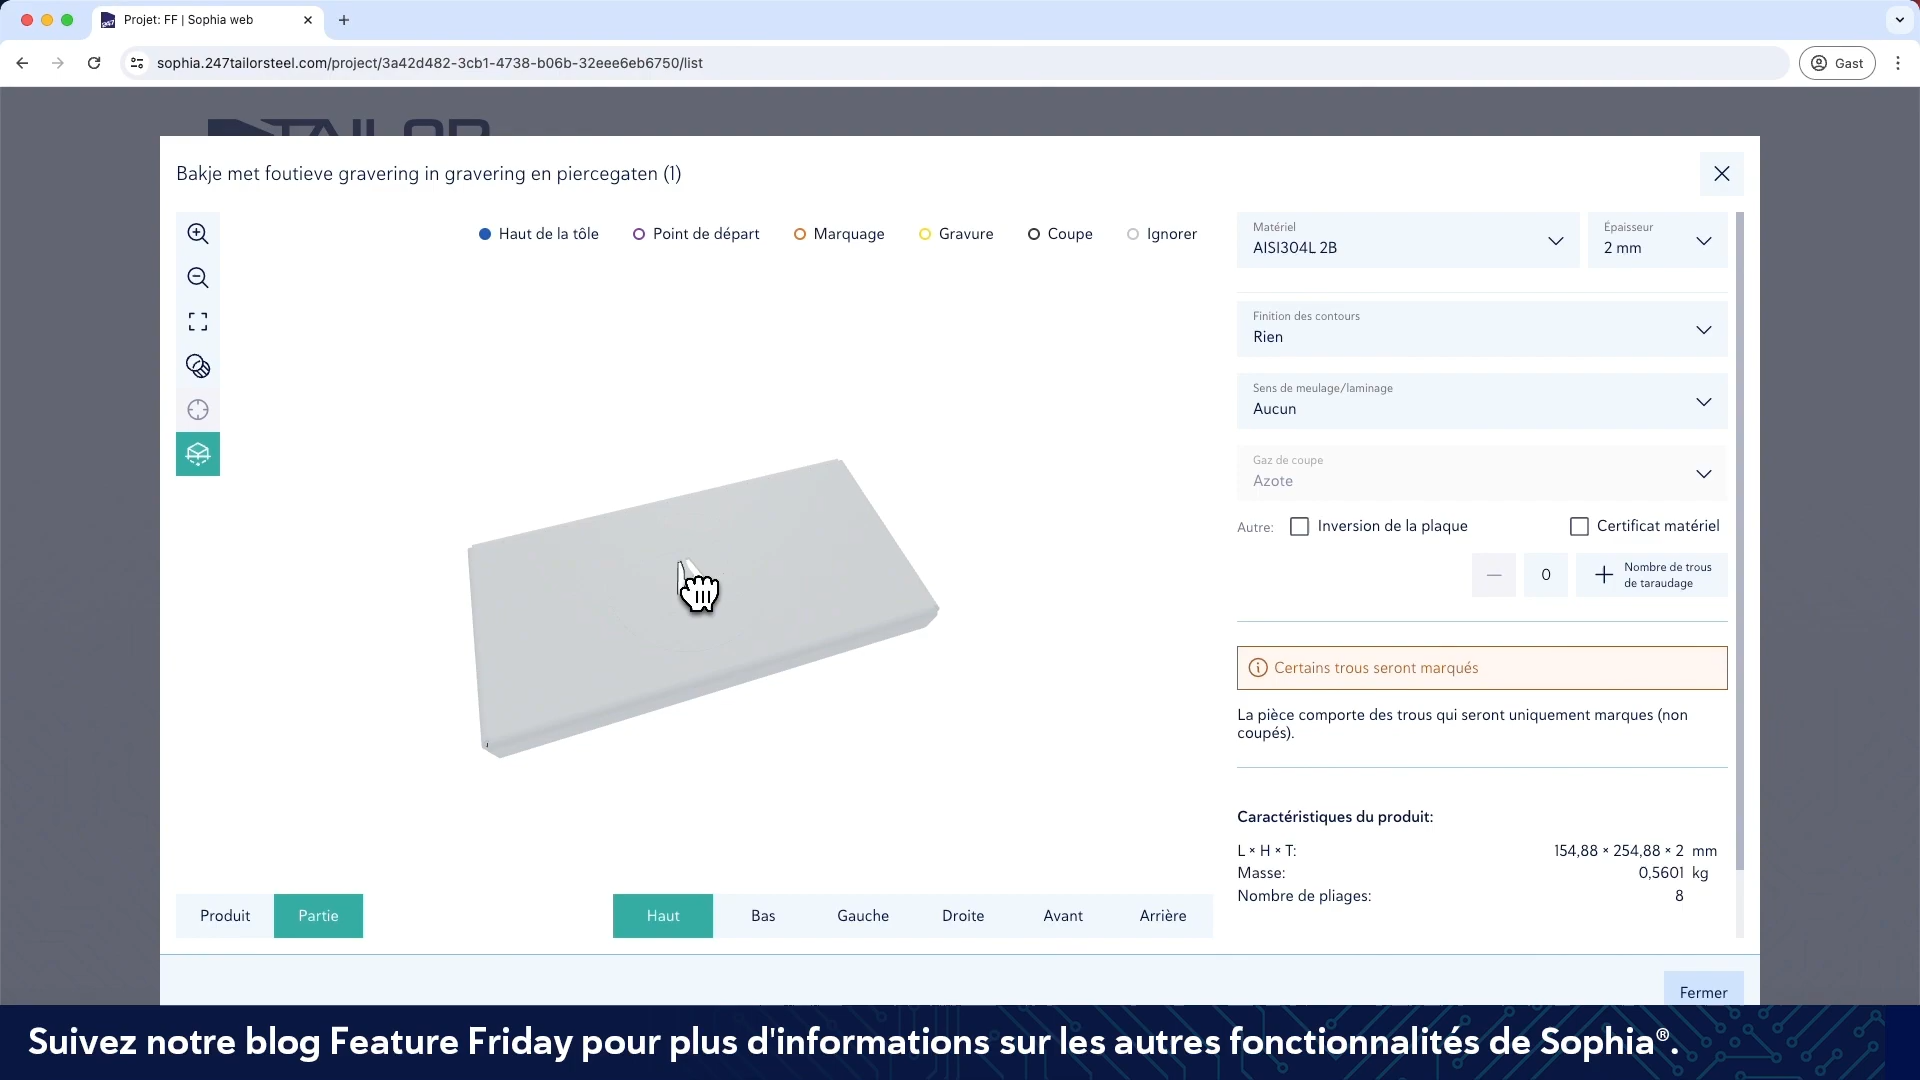 Projet: FF | Sophia web
sophia.247tailorsteel.com/project/3a42d482-3cb1-4738-b06b-32eee6eb6750/list
Gast
TAILOR
Bakje met foutieve gravering in gravering en piercegaten (1)
Haut de la tôle
Point de départ
Marquage
Gravure
Coupe
Ignorer
Matériel
AISI304L 2B
Épaisseur
2 mm
Finition des contours
Rien
Sens de meulage/laminage
Aucun
Gaz de coupe
Azote
Autre:
Inversion de la plaque
Certificat matériel
0
Nombre de trous
de taraudage
Certains trous seront marqués
La pièce comporte des trous qui seront uniquement marques (non
coupés).
Caractéristiques du produit:
L × H × T: 154,88 × 254,88 × 2 mm
Masse: 0,5601 kg
Nombre de pliages: 8
Produit
Partie
Haut
Bas
Gauche
Droite
Avant
Arrière
Fermer
Suivez notre blog Feature Friday pour plus d'informations sur les autres fonctionnalités de Sophia®.